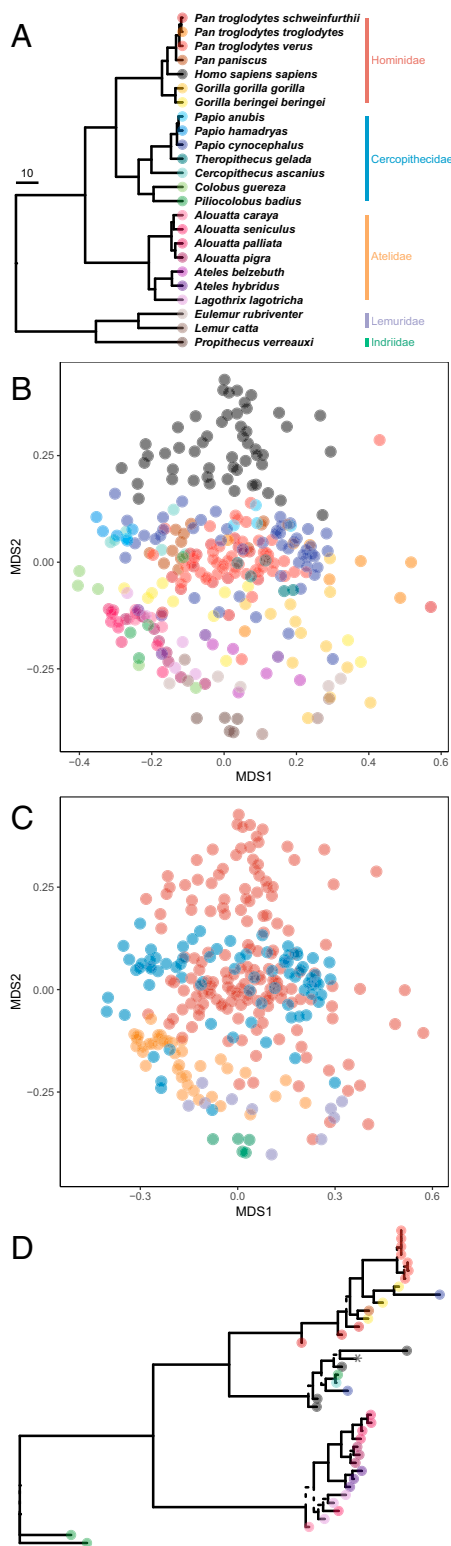 A
Pan troglodytes schweinfurthii
Pan troglodytes troglodytes
Pan troglodytes verus
Pan paniscus
Homo sapiens sapiens
Gorilla gorilla gorilla
Gorilla beringei beringei
Hominidae
Papio anubis
Papio hamadryas
Papio cynocephalus
Theropithecus gelada
Cercopithecus ascanius
Colobus guereza
Piliocolobus badius
Cercopithecidae
10
Alouatta caraya
Alouatta seniculus
Alouatta palliata
Alouatta pigra
Ateles belzebuth
Ateles hybridus
Lagothrix lagotricha
Atelidae
Eulemur rubriventer
Lemur catta
Lemuridae
Propithecus verreauxi
Indriidae
B
MDS2
0.25
0.00
−0.25
−0.4 −0.2 0.0 0.2 0.4 0.6
MDS1
C
MDS2
0.25
0.00
−0.25
−0.3 0.0 0.3 0.6
MDS1
D
*